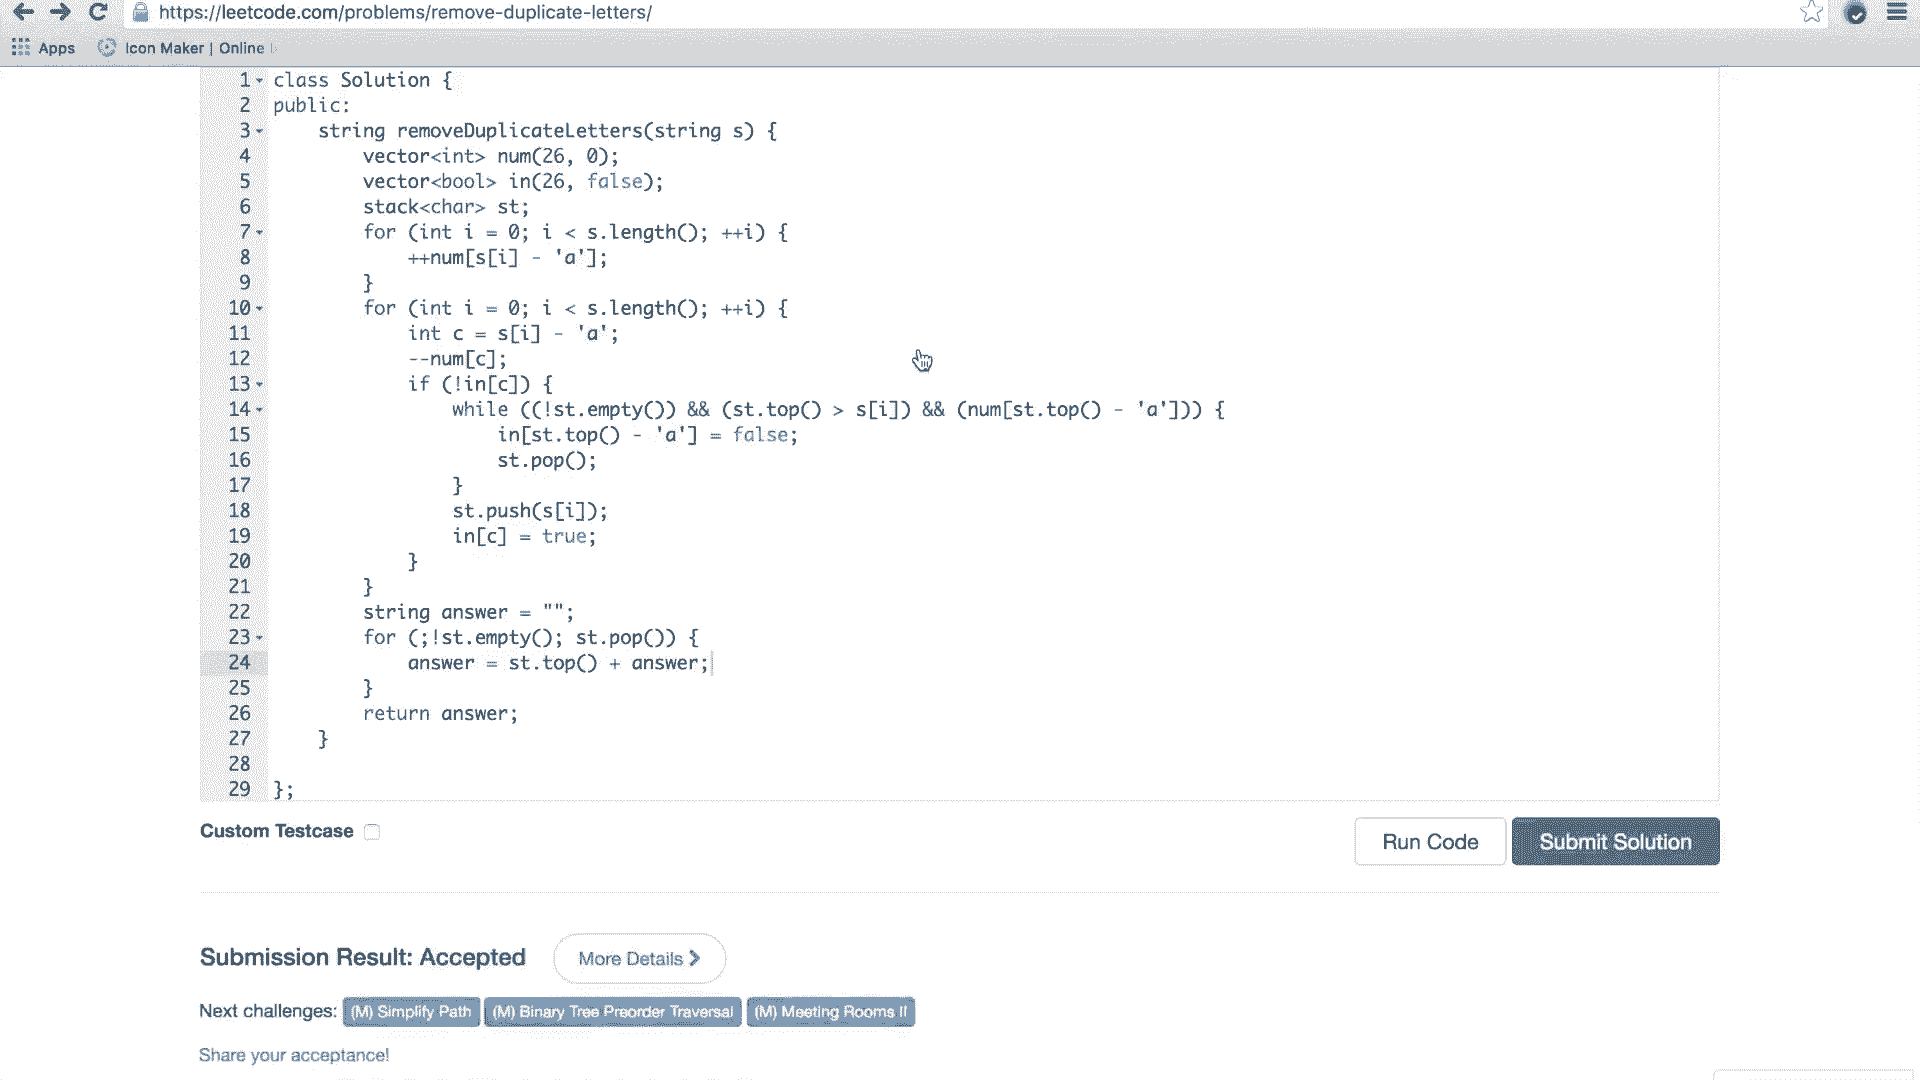 https://leetcode.com/problems/remove-duplicate-letters/
Apps Icon Maker | Online
1 class Solution {
2 public:
3 string removeDuplicateLetters(string s) {
4 vector<int> num(26, 0);
5 vector<bool> in(26, false);
6 stack<char> st;
7 for (int i = 0; i < s.length(); ++i) {
8 ++num[s[i] - 'a'];
9 }
10 for (int i = 0; i < s.length(); ++i) {
11 int c = s[i] - 'a';
12 --num[c];
13 if (!in[c]) {
14 while ((!st.empty()) && (st.top() > s[i]) && (num[st.top() - 'a'])) {
15 in[st.top() - 'a'] = false;
16 st.pop();
17 }
18 st.push(s[i]);
19 in[c] = true;
20 }
21 }
22 string answer = "";
23 for (;!st.empty(); st.pop()) {
24 answer = st.top() + answer;
25 }
26 return answer;
27 }
28
29 };
Custom Testcase
Run Code Submit Solution
Submission Result: Accepted More Details
Next challenges: (M) Simplify Path (M) Binary Tree Preorder Traversal (M) Meeting Rooms II
Share your acceptance!